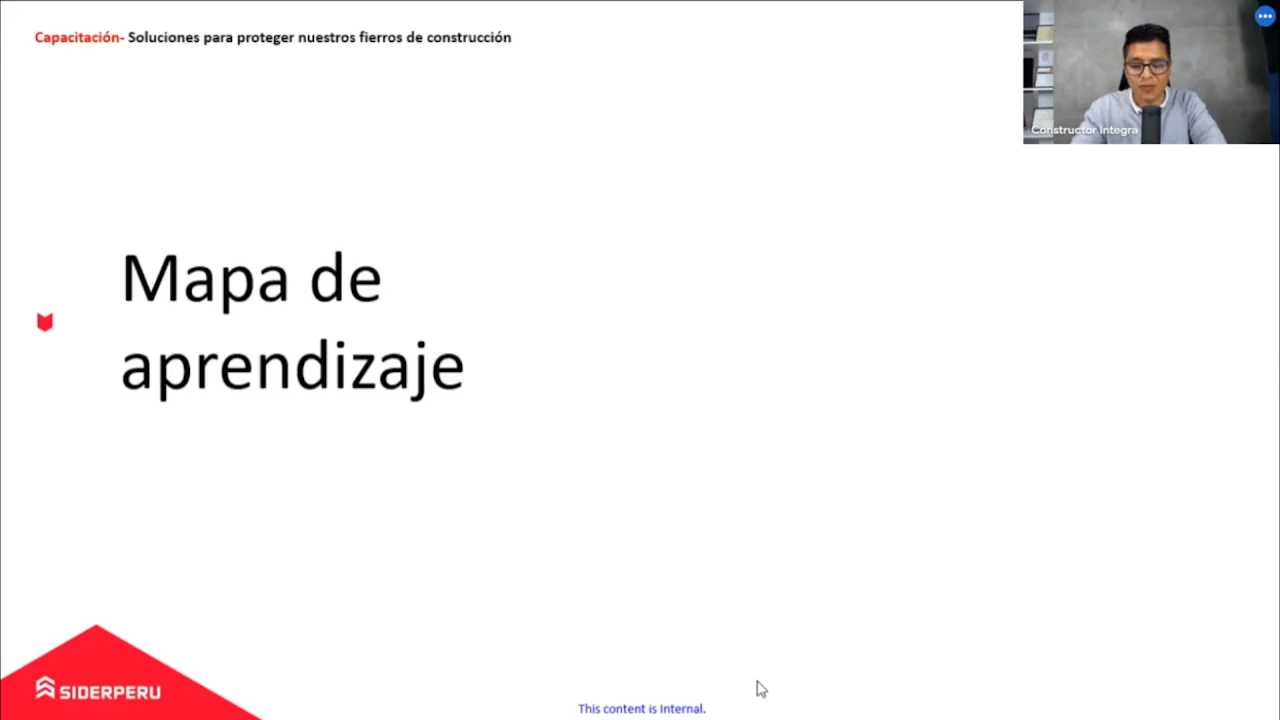 Capacitación- Soluciones para proteger nuestros fierros de construcción
Constructor Integra
Mapa de
aprendizaje
SIDERPERU
This content is Internal.